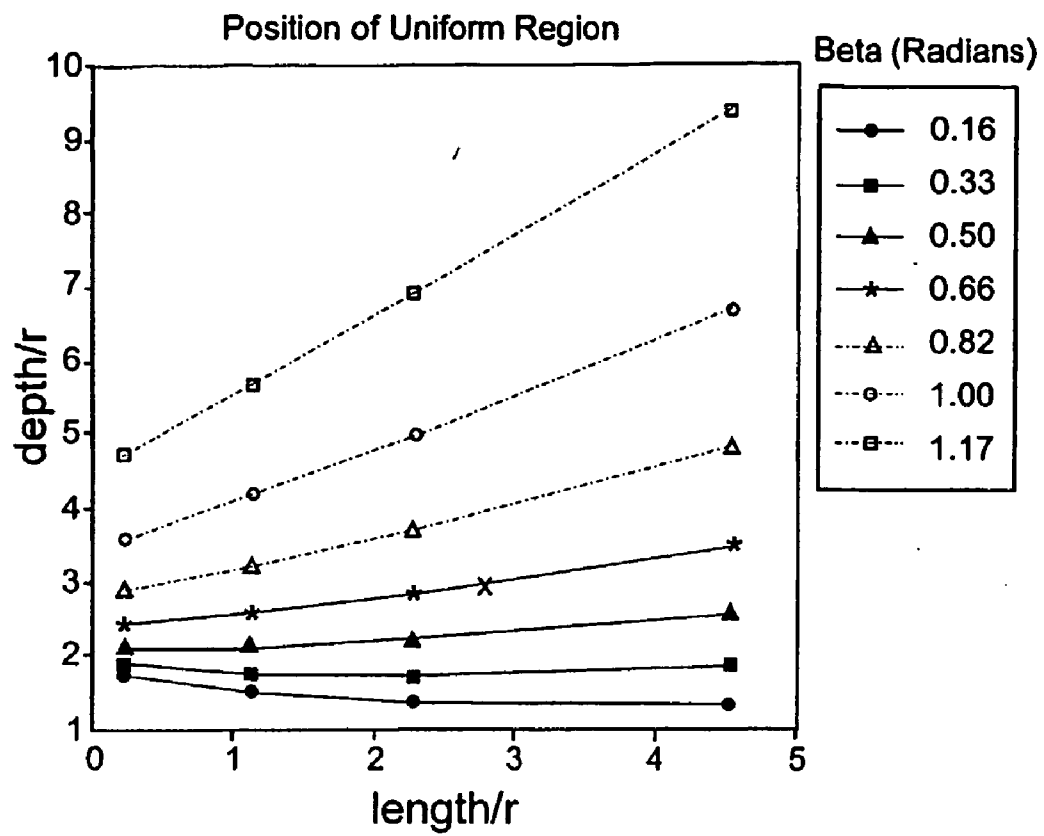 Position of Uniform Region
Beta (Radians)
0.16
0.33
0.50
0.66
0.82
1.00
1.17
depth/r
10
9
8
7
6
5
4
3
2
1
X
0 1 2 3 4 5
length/r